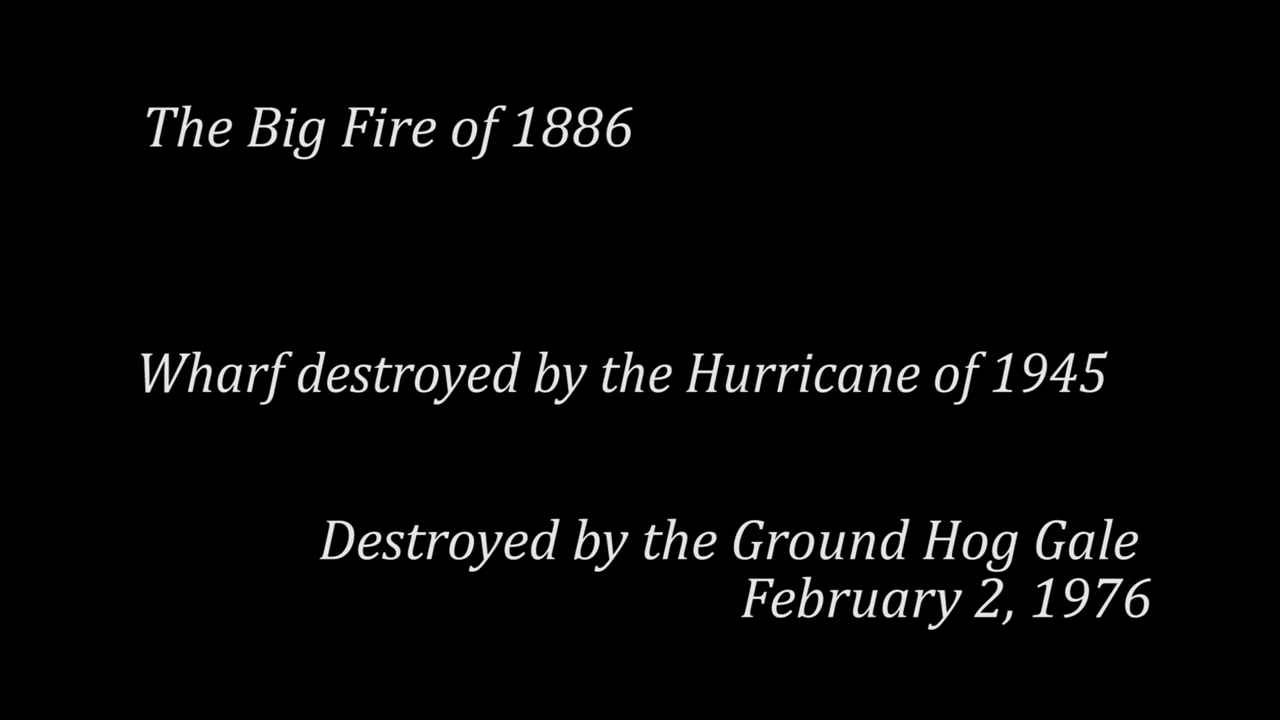 The Big Fire of 1886
Wharf destroyed by the Hurricane of 1945
Destroyed by the Ground Hog Gale
February 2, 1976